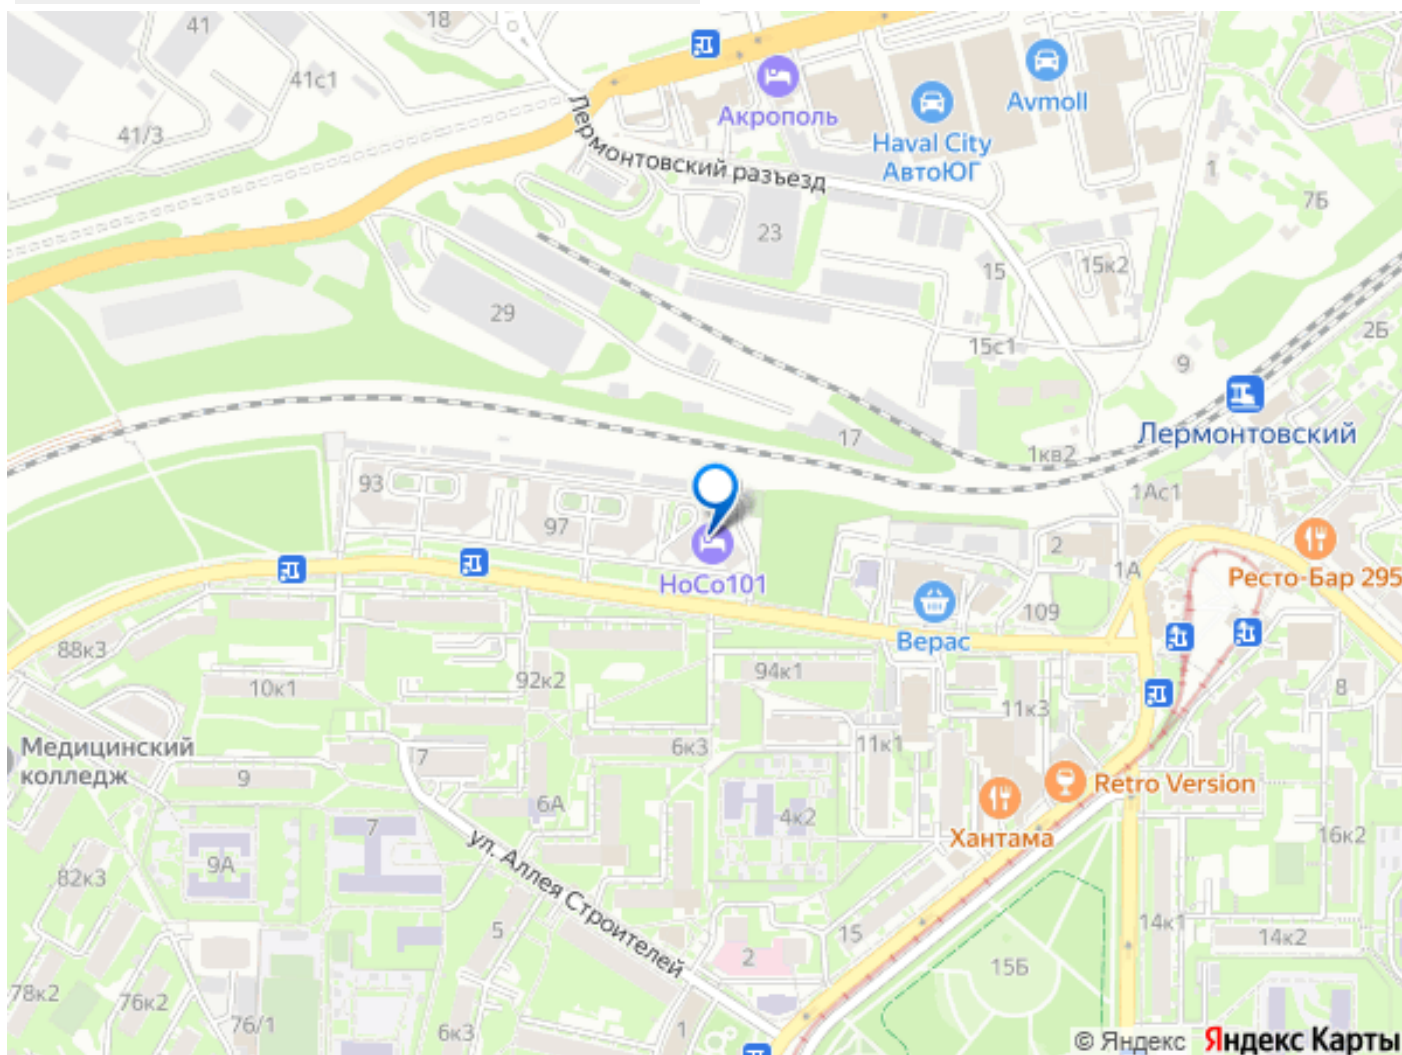 41
18
41с1
41/3
Акрополь
Avmoll
Haval City
АвтоЮГ
Лермонтовский разъезд
1
7Б
23
15
15к2
29
15с1
2Б
9
Лермонтовский
17
1кв2
93
1Ас1
97
2
HoCo101
1А
Ресто-Бар 295
109
Верас
88к3
10к1
92к2
94к1
8
11к3
Медицинский
колледж
7
6к3
11к1
9
Retro Version
6А
4к2
7
Хантама
16к2
9А
82к3
ул. Аллея Строителей
5
15
14к1
14к2
2
15Б
78к2
76к2
76/1
6к3
1
© Яндекс Яндекс Карты